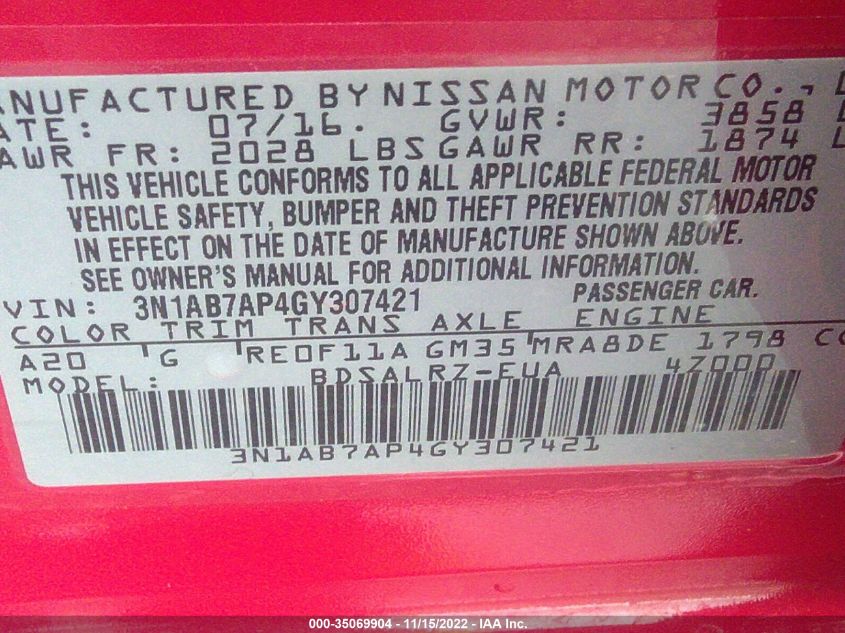 ANUFACTURED BY NISSAN MOTOR CO.,
ATE: 07/16. GVWR: 3858
AWR FR: 2028 LBS GAWR RR: 1874 L
THIS VEHICLE CONFORMS TO ALL APPLICABLE FEDERAL MOTOR
VEHICLE SAFETY, BUMPER AND THEFT PREVENTION STANDARDS
IN EFFECT ON THE DATE OF MANUFACTURE SHOWN ABOVE.
SEE OWNER'S MANUAL FOR ADDITIONAL INFORMATION.
VIN: 3N1AB7AP4GY307421 PASSENGER CAR.
COLOR TRIM TRANS AXLE ENGINE
A20 G RE0F11A GM35 MRA8DE 1798 CC
MODEL: BDSALRZ-EUA 4Z000
3N1AB7AP4GY307421
000-35069904 - 11/15/2022 - IAA Inc.